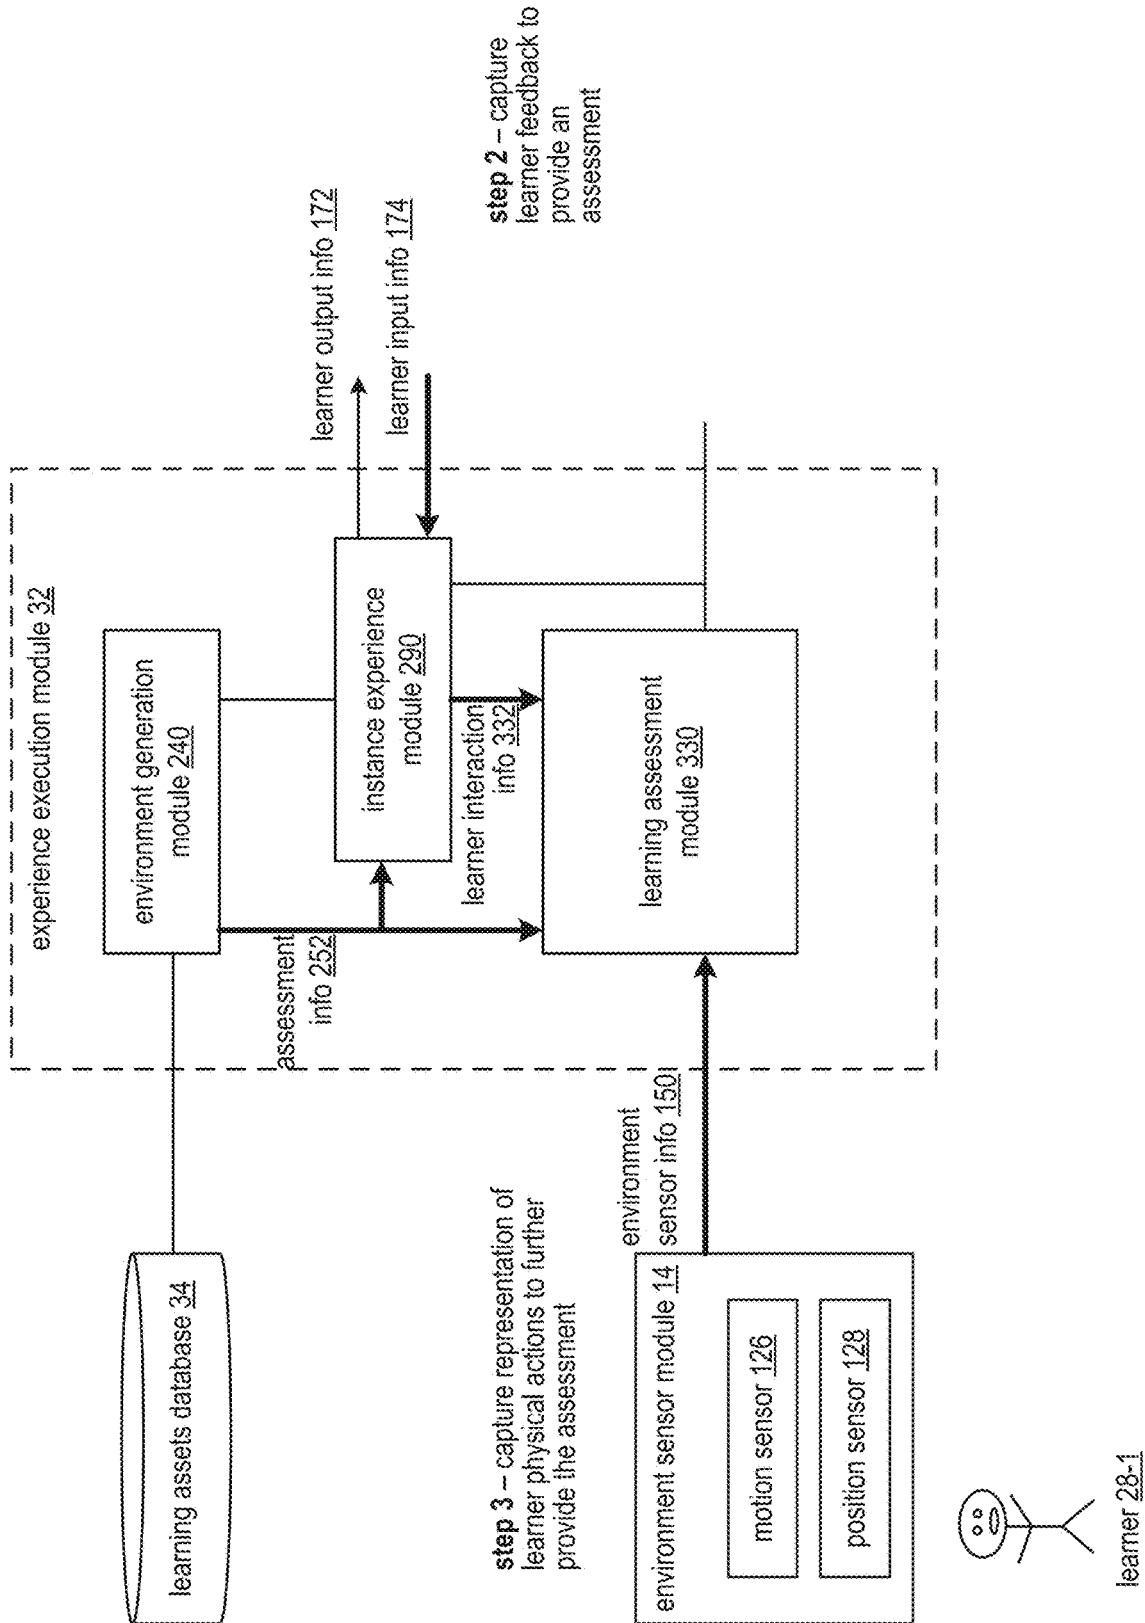 experience execution module 32
learning assets database 34
environment generation
module 240
assessment
info 252
instance experience
module 290
learner output info 172
learner input info 174
learner interaction
info 332
step 2 – capture
learner feedback to
provide an
assessment
step 3 – capture representation of
learner physical actions to further
provide the assessment
environment
sensor info 150
learning assessment
module 330
environment sensor module 14
motion sensor 126
position sensor 128
learner 28-1